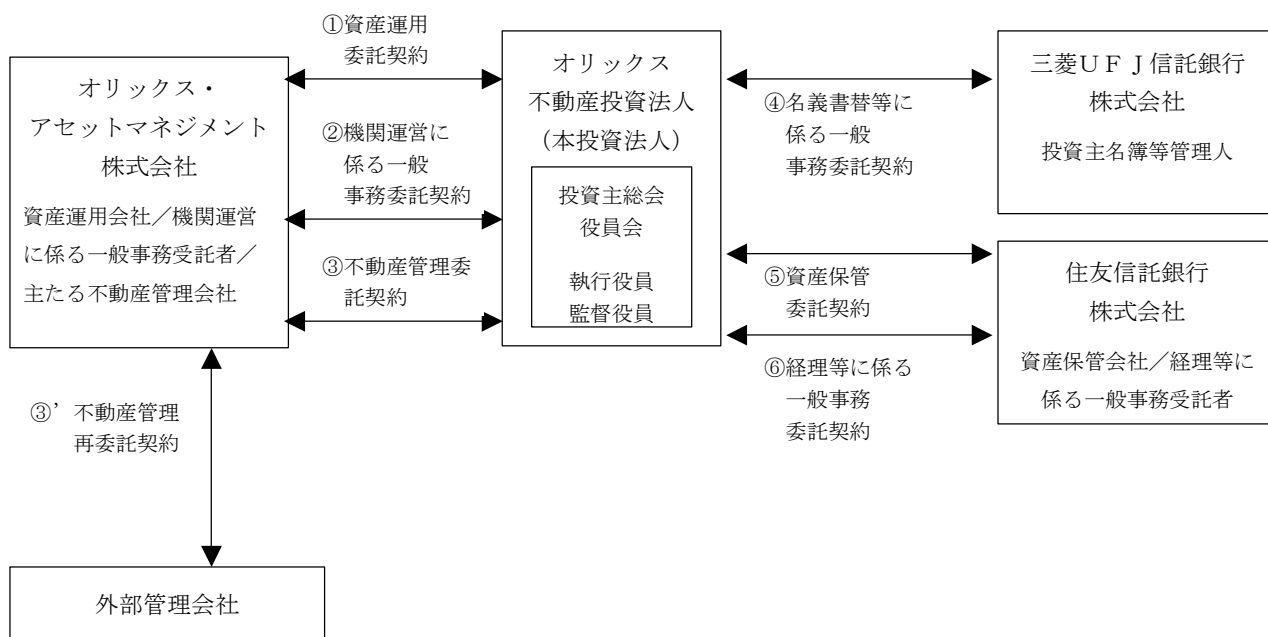 オリックス・
アセットマネジメント
株式会社
資産運用会社／機関運営
に係る一般事務受託者／
主たる不動産管理会社
①資産運用
委託契約
②機関運営に
係る一般
事務委託契約
③不動産管理委
託契約
オリックス
不動産投資法人
（本投資法人）
投資主総会
役員会
執行役員
監督役員
④名義書替等に
係る一般
事務委託契約
⑤資産保管
委託契約
⑥経理等に係る
一般事務
委託契約
三菱ＵＦＪ信託銀行
株式会社
投資主名簿等管理人
住友信託銀行
株式会社
資産保管会社／経理等に
係る一般事務受託者
③’不動産管理
再委託契約
外部管理会社